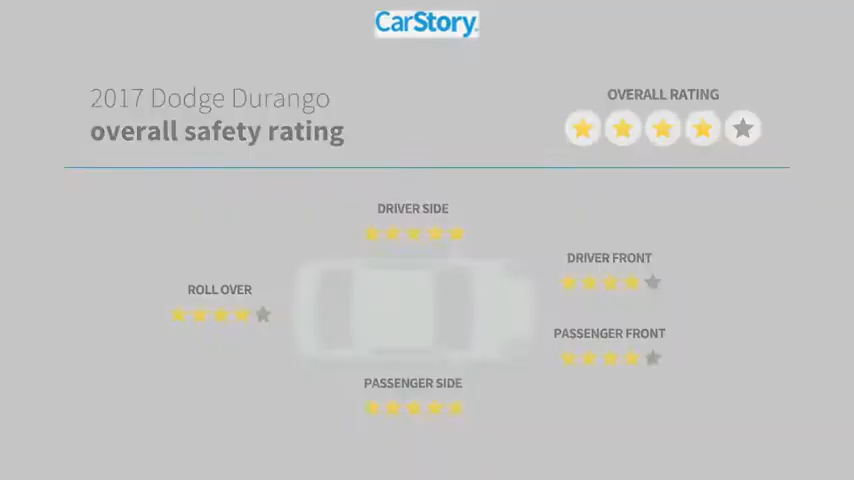 CarStory.
2017 Dodge Durango
overall safety rating
OVERALL RATING
DRIVER SIDE
DRIVER FRONT
ROLL OVER
PASSENGER FRONT
PASSENGER SIDE